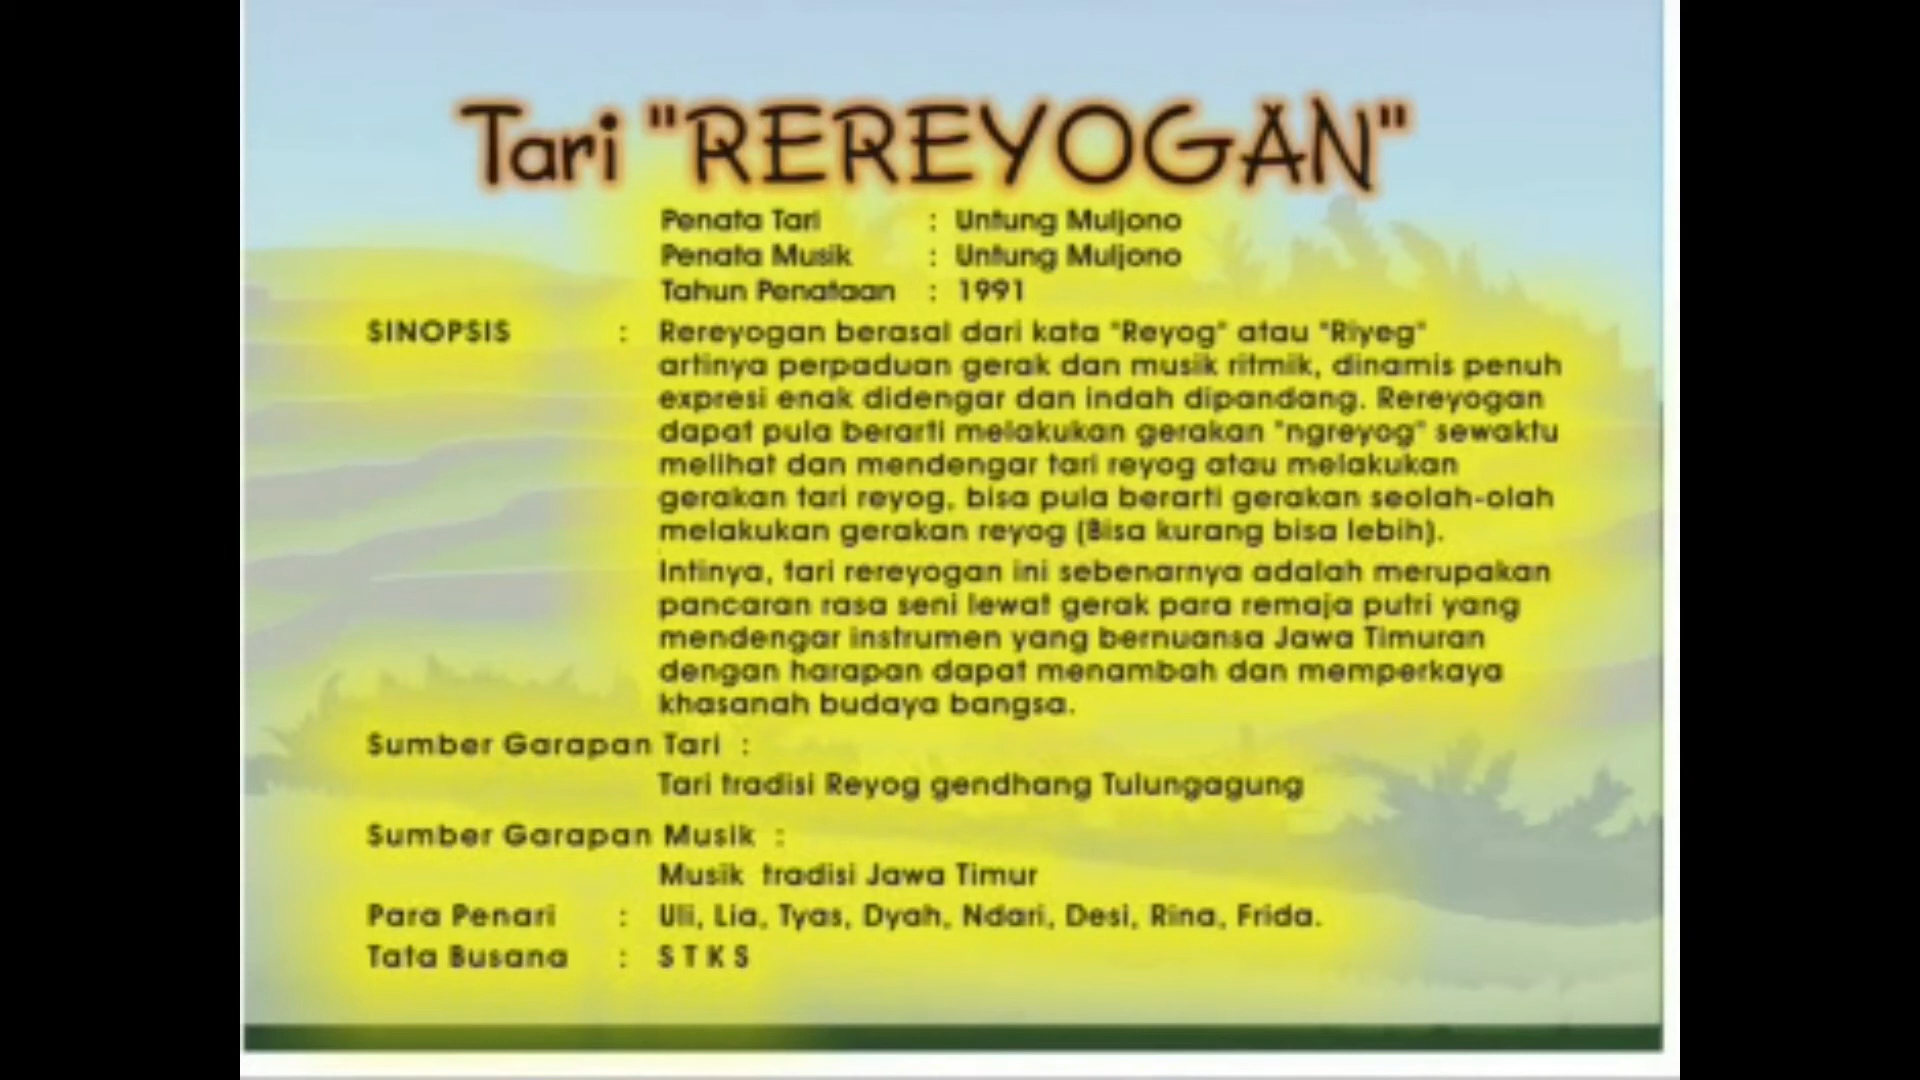 Tari "REREYOGAN"
Penata Tari : Untung Muljono
Penata Musik : Untung Muljono
Tahun Penataan : 1991
SINOPSIS : Rereyogan berasal dari kata "Reyog" atau "Riyeg"
artinya perpaduan gerak dan musik ritmik, dinamis penuh
expresi enak didengar dan indah dipandang. Rereyogan
dapat pula berarti melakukan gerakan "ngreyog" sewaktu
melihat dan mendengar tari reyog atau melakukan
gerakan tari reyog, bisa pula berarti gerakan seolah-olah
melakukan gerakan reyog (Bisa kurang bisa lebih).
Intinya, tari rereyogan ini sebenarnya adalah merupakan
pancaran rasa seni lewat gerak para remaja putri yang
mendengar instrumen yang bernuansa Jawa Timuran
dengan harapan dapat menambah dan memperkaya
khasanah budaya bangsa.
Sumber Garapan Tari :
Tari tradisi Reyog gendhang Tulungagung
Sumber Garapan Musik :
Musik tradisi Jawa Timur
Para Penari : Uli, Lia, Tyas, Dyah, Ndari, Desi, Rina, Frida.
Tata Busana : S T K S